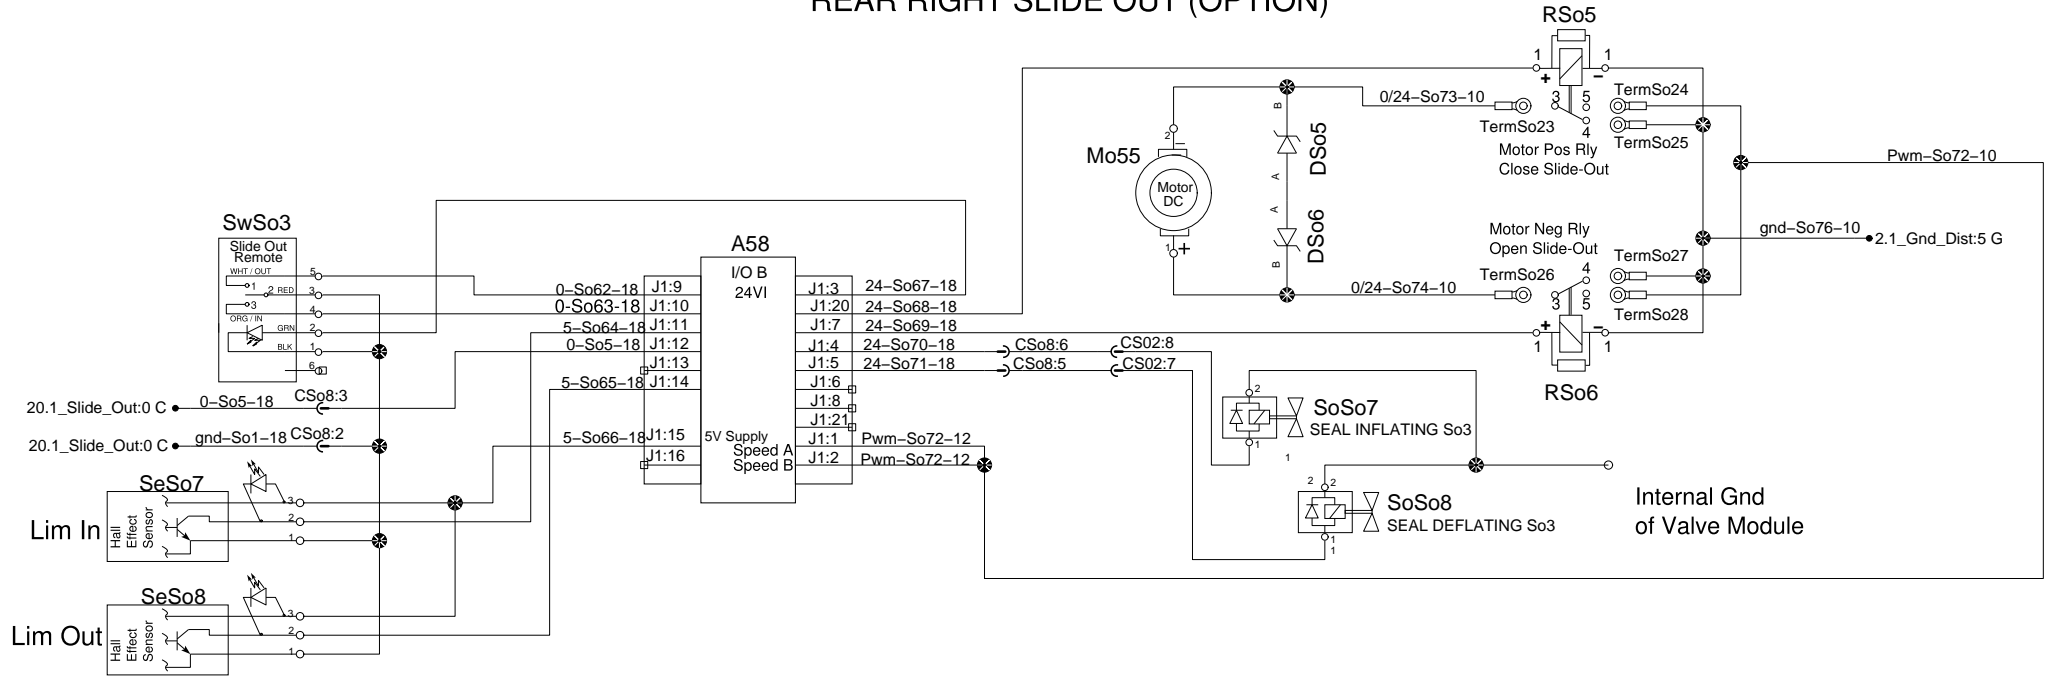 REAR RIGHT SLIDE OUT (OPTION)
RSo5
1
1
+
−
3
5
4
TermSo24
TermSo23
TermSo25
Motor Pos Rly
Close Slide-Out
0/24-So73-10
Pwm-So72-10
B
DSo5
A
A
DSo6
B
Mo55
2
−
Motor
DC
1
+
Motor Neg Rly
Open Slide-Out
gnd-So76-10
2.1_Gnd_Dist:5 G
TermSo27
TermSo26
TermSo28
4
3
5
0/24-So74-10
+
−
1
1
RSo6
SwSo3
Slide Out
Remote
WHT / OUT
5
1
2
RED
3
3
4
ORG / IN
GRN
2
BLK
1
6
A58
I/O B
24VI
0-So62-18
J1:9
0-So63-18
J1:10
5-So64-18
J1:11
0-So5-18
J1:12
J1:13
5-So65-18
J1:14
5-So66-18
J1:15
J1:16
5V Supply
Speed A
Speed B
J1:3
24-So67-18
J1:20
24-So68-18
J1:7
24-So69-18
J1:4
24-So70-18
J1:5
24-So71-18
J1:6
J1:8
J1:21
J1:1
Pwm-So72-12
J1:2
Pwm-So72-12
CSo8:6
CS02:8
CSo8:5
CS02:7
20.1_Slide_Out:0 C
0-So5-18
CSo8:3
20.1_Slide_Out:0 C
gnd-So1-18
CSo8:2
2
SoSo7
SEAL INFLATING So3
1
1
2
2
SoSo8
SEAL DEFLATING So3
1
1
Internal Gnd
of Valve Module
SeSo7
Lim In
Hall
Effect
Sensor
3
2
1
SeSo8
Lim Out
Hall
Effect
Sensor
3
2
1